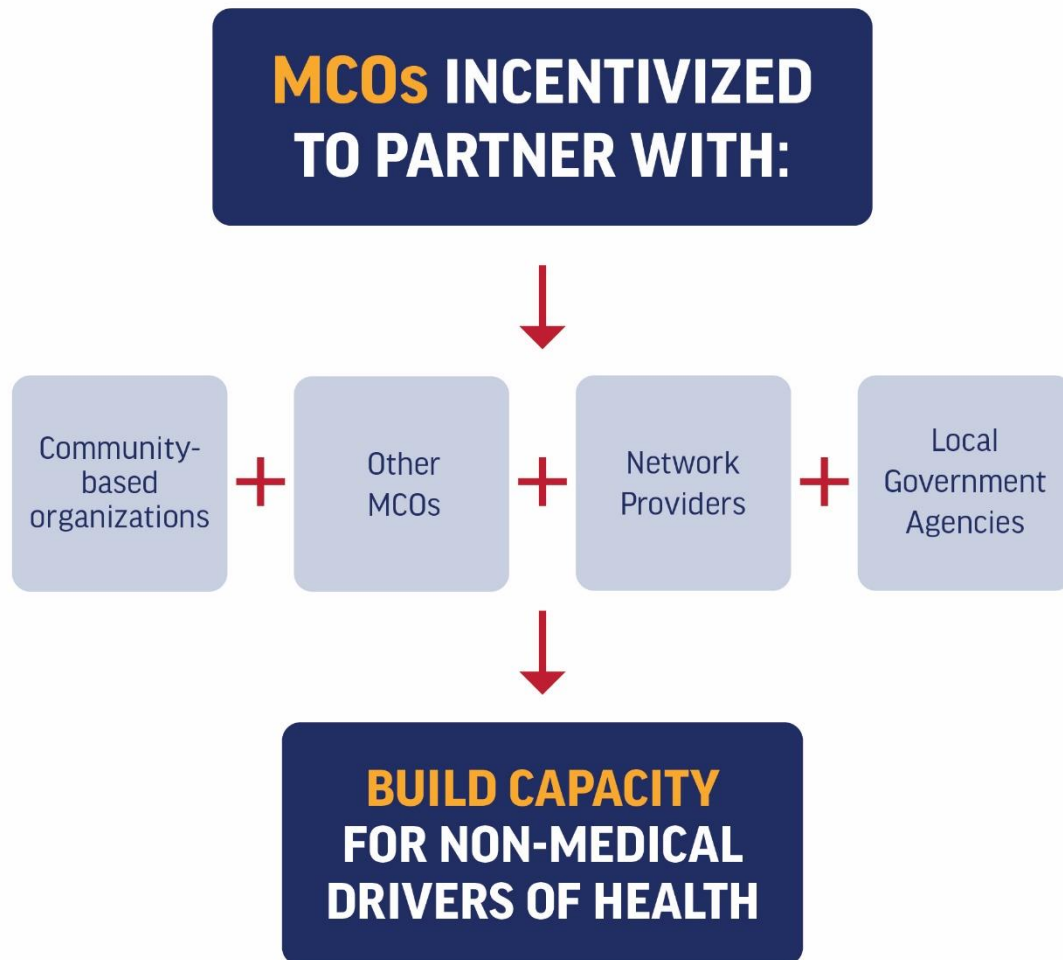 MCOs INCENTIVIZED
TO PARTNER WITH:
Community-
based
organizations
+
Other
MCOs
+
Network
Providers
+
Local
Government
Agencies
BUILD CAPACITY
FOR NON-MEDICAL
DRIVERS OF HEALTH